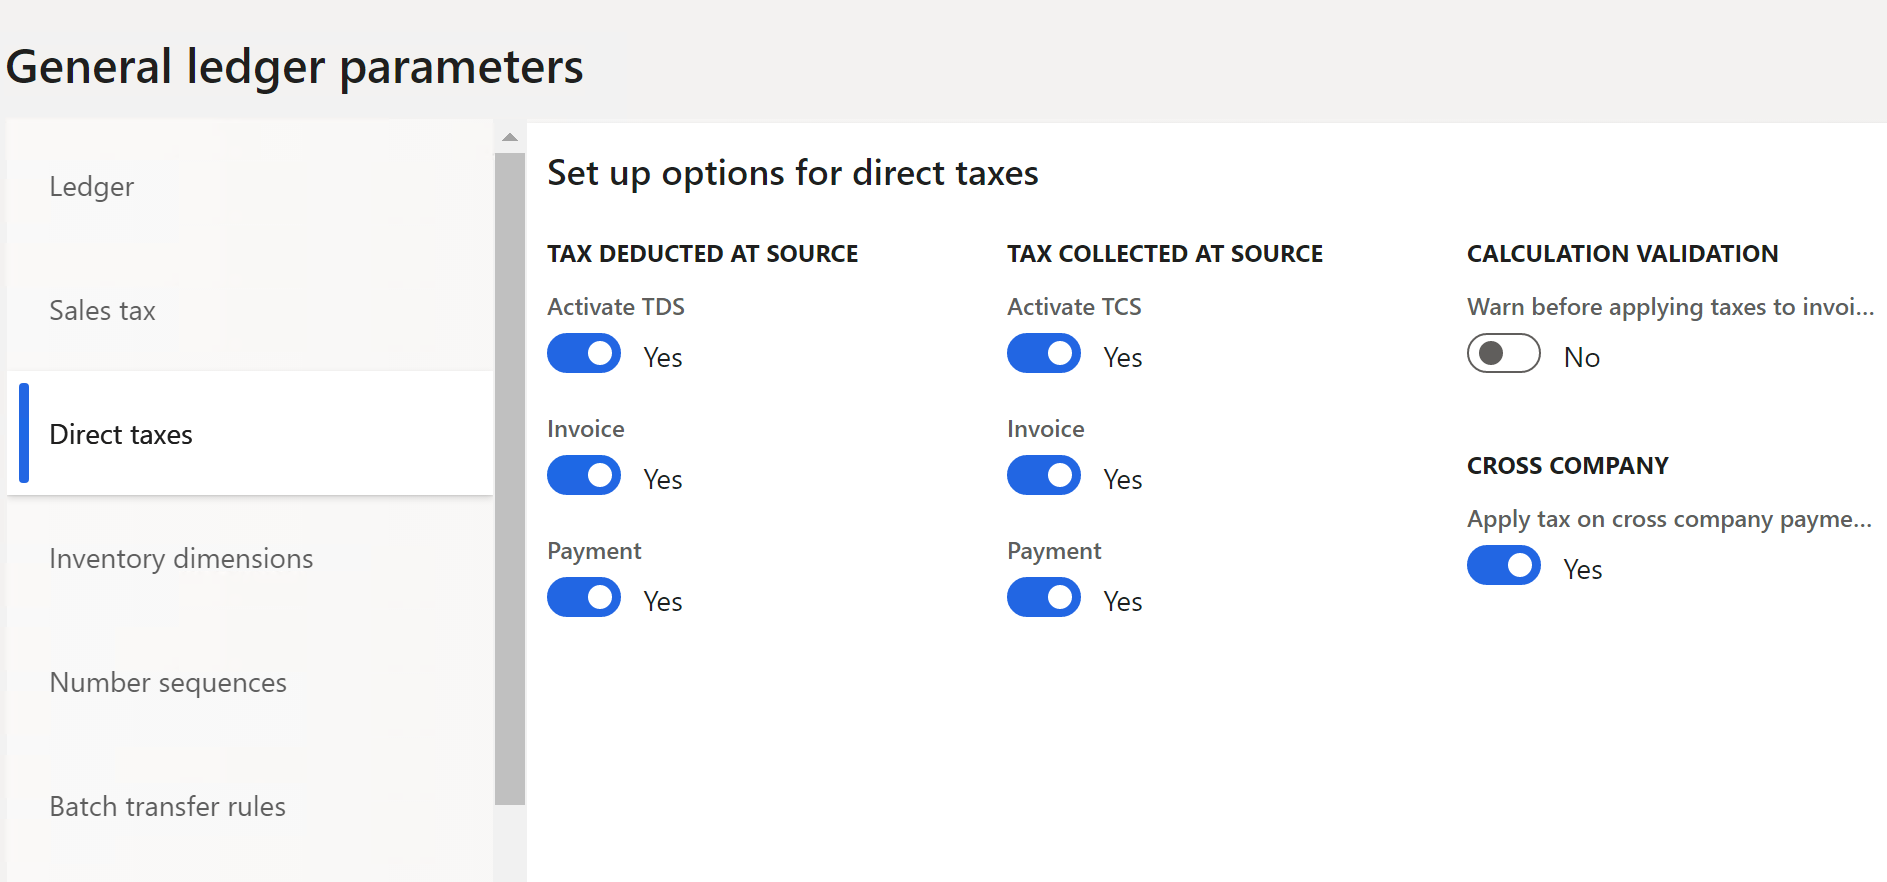 General ledger parameters
Ledger
Sales tax
Direct taxes
Inventory dimensions
Number sequences
Batch transfer rules
Set up options for direct taxes
TAX DEDUCTED AT SOURCE
Activate TDS
Yes
Invoice
Yes
Payment
Yes
TAX COLLECTED AT SOURCE
Activate TCS
Yes
Invoice
Yes
Payment
Yes
CALCULATION VALIDATION
Warn before applying taxes to invoi...
No
CROSS COMPANY
Apply tax on cross company payme...
Yes